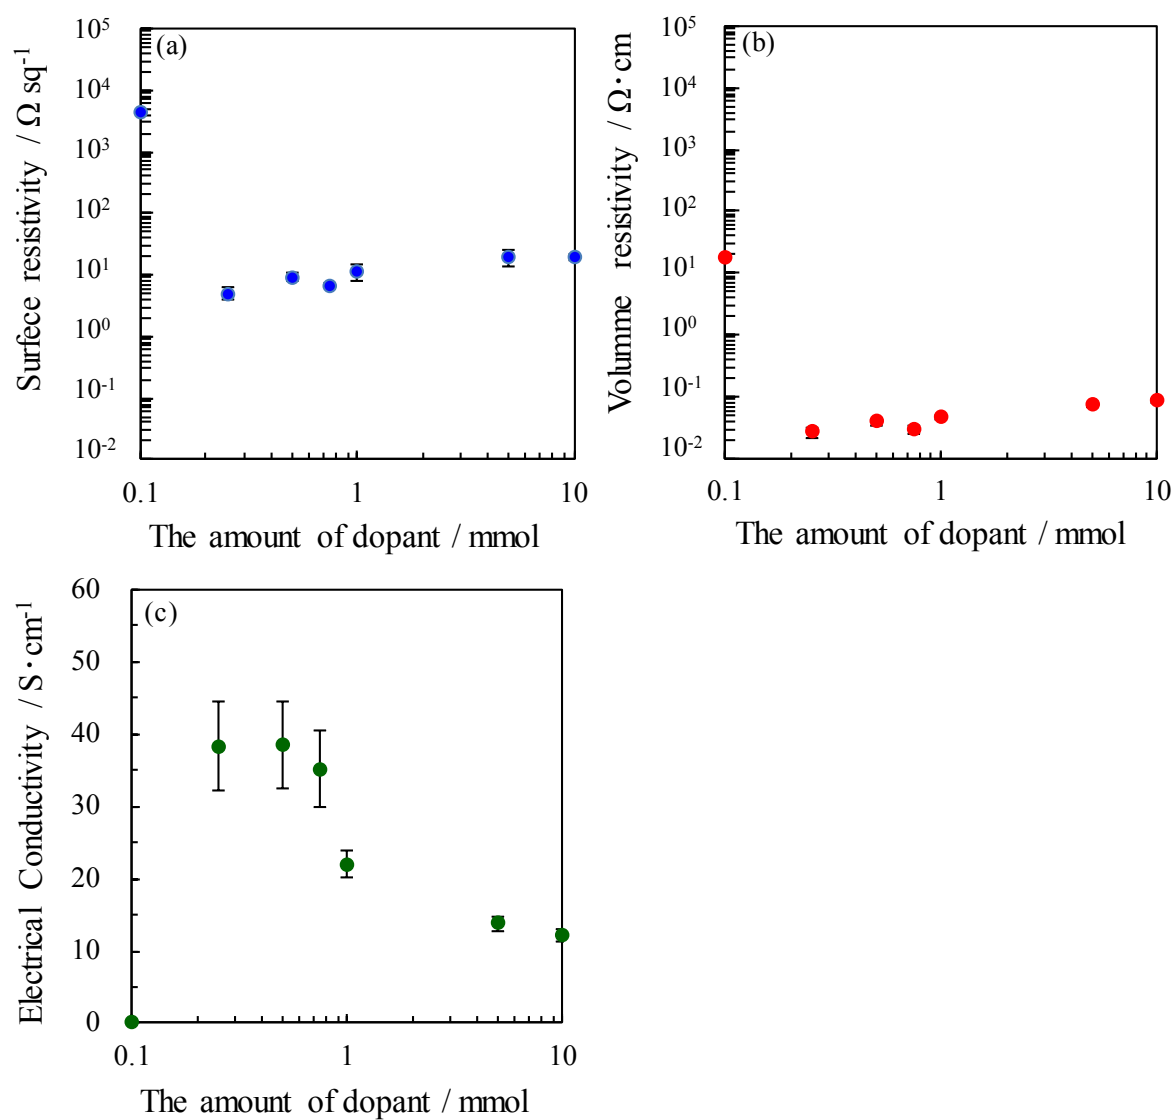 (a)
Surfece resistivity / Ω sq⁻¹
10⁵
10⁴
10³
10²
10¹
10⁰
10⁻¹
10⁻²
0.1 1 10
The amount of dopant / mmol
(b)
Volumme resistivity / Ω・cm
10⁵
10⁴
10³
10²
10¹
10⁰
10⁻¹
10⁻²
0.1 1 10
The amount of dopant / mmol
(c)
Electrical Conductivity / S・cm⁻¹
60
50
40
30
20
10
0
0.1 1 10
The amount of dopant / mmol